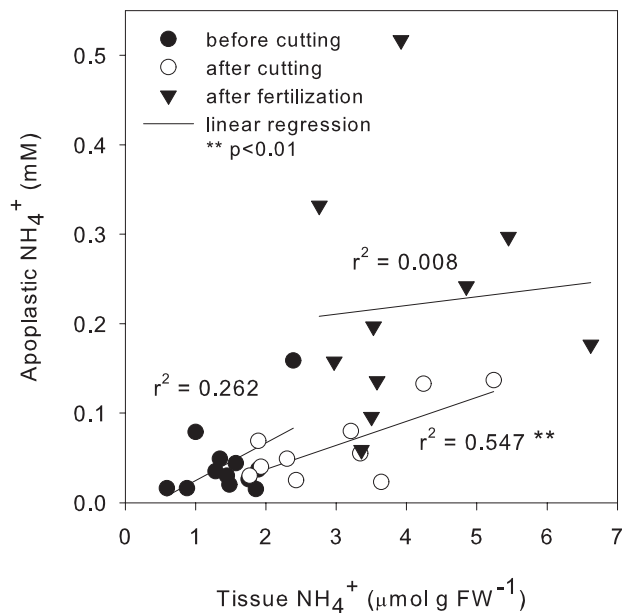 before cutting
after cutting
after fertilization
linear regression
** p<0.01
0.5
0.4
0.3
0.2
0.1
0.0
Apoplastic NH₄⁺ (mM)
r² = 0.008
r² = 0.262
r² = 0.547 **
0 1 2 3 4 5 6 7
Tissue NH₄⁺ (μmol g FW⁻¹)